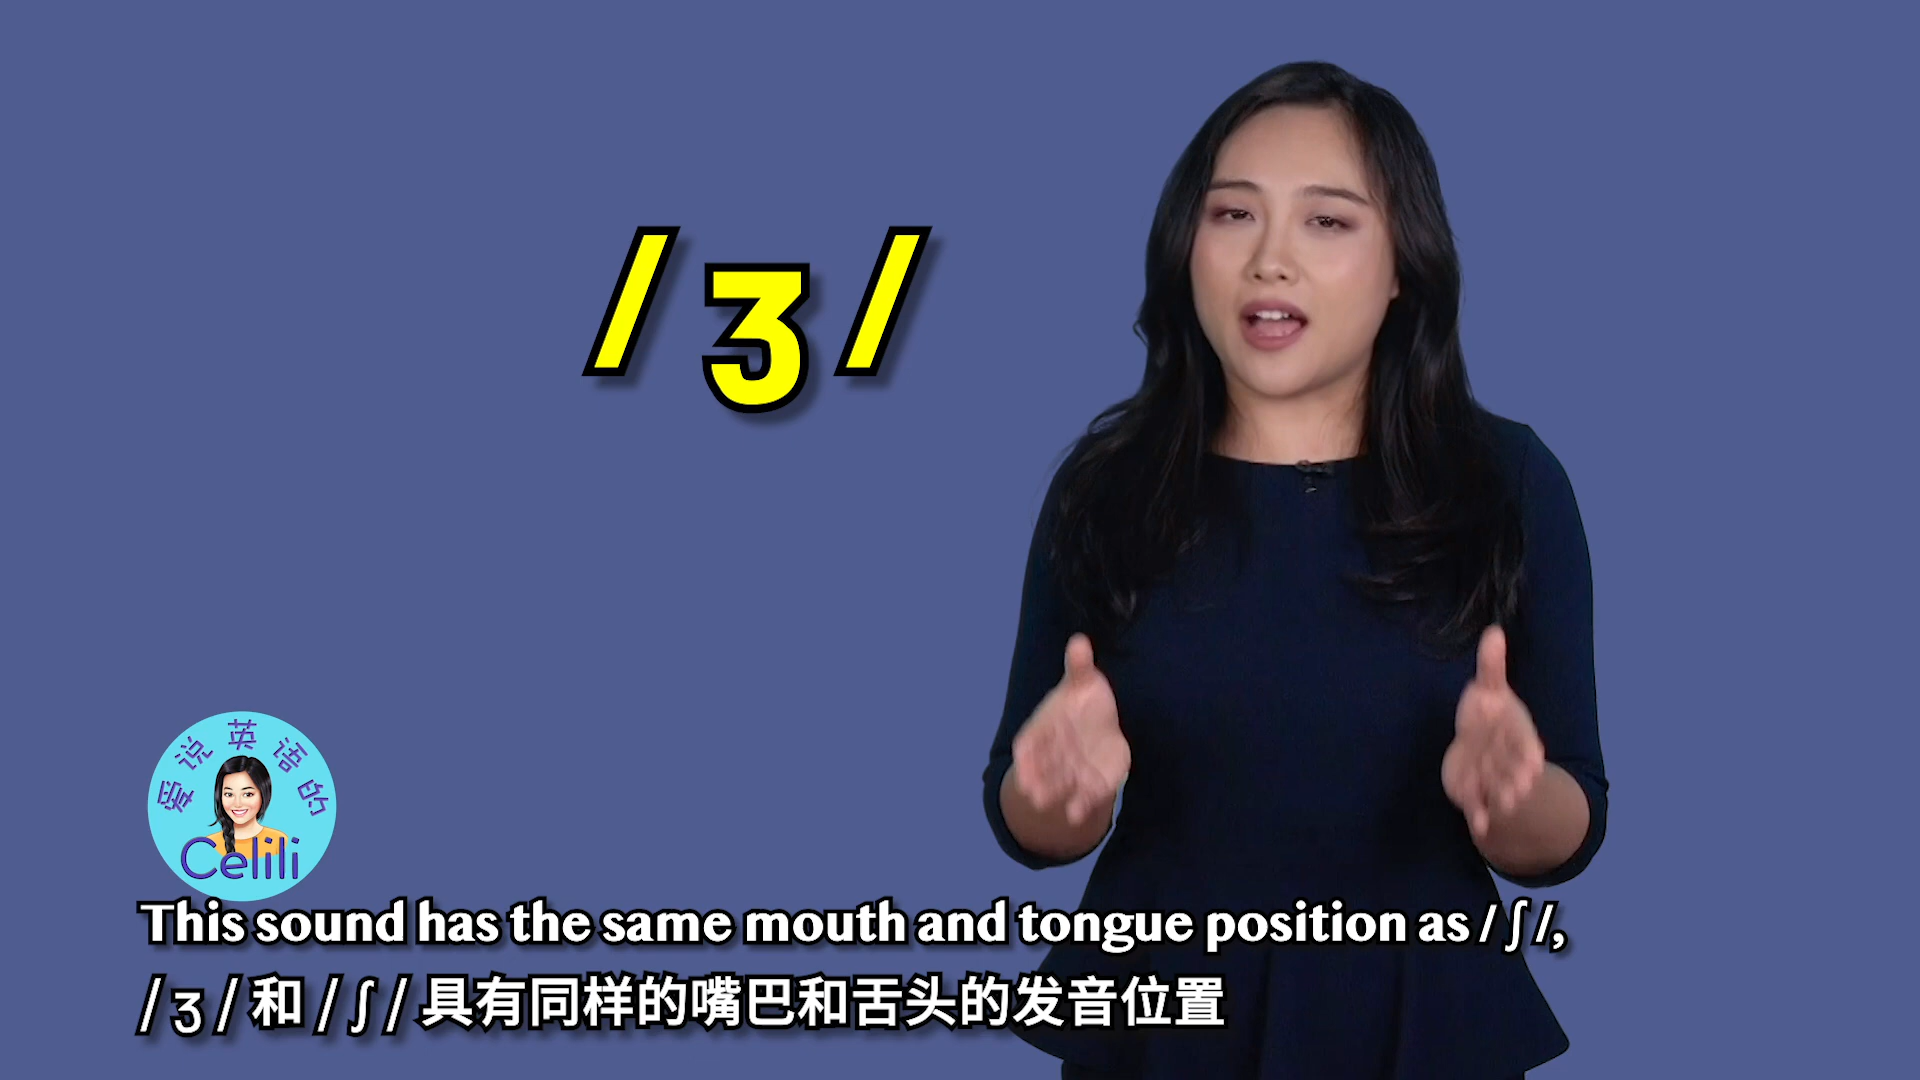 /ʒ/
爱说英语的
Celili
This sound has the same mouth and tongue position as /ʃ/,
/ʒ/和/ʃ/具有同样的嘴巴和舌头的发音位置